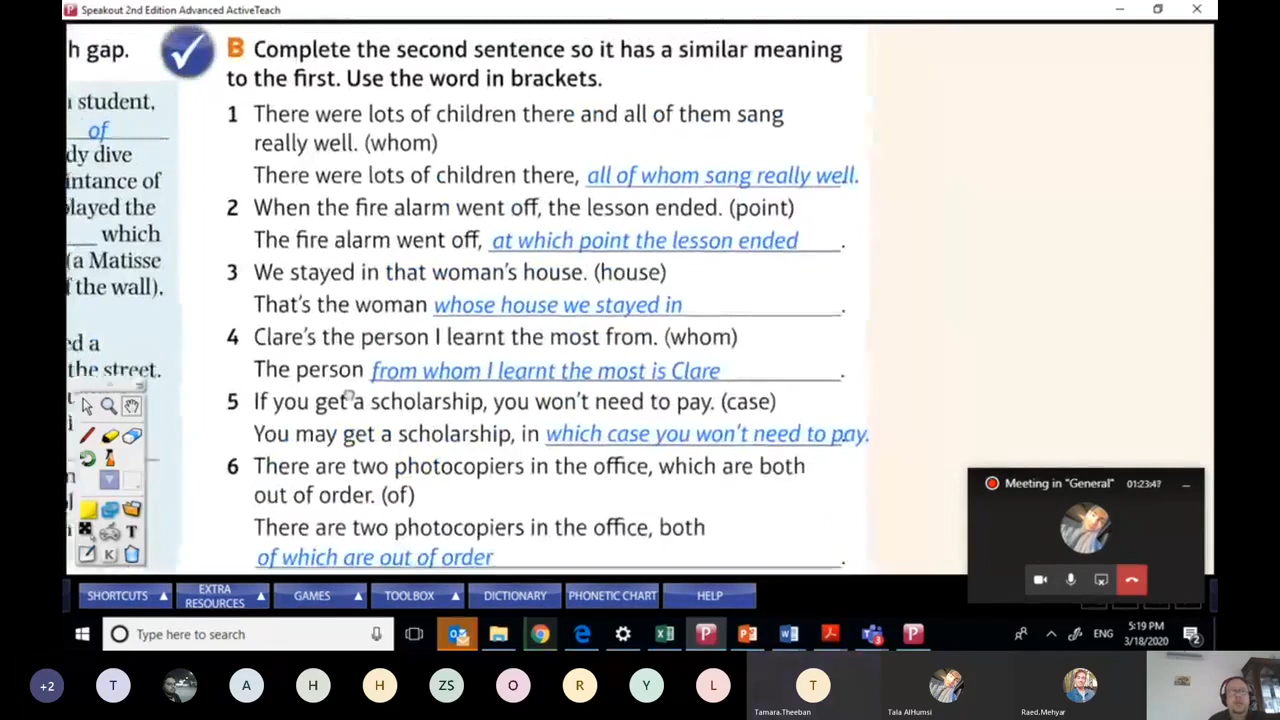 Speakout 2nd Edition Advanced ActiveTeach
h gap.
student,
of
dy dive
intance of
layed the
which
(a Matisse
the wall).
ed a
the street.
B Complete the second sentence so it has a similar meaning
to the first. Use the word in brackets.
1 There were lots of children there and all of them sang
really well. (whom)
There were lots of children there, all of whom sang really well.
2 When the fire alarm went off, the lesson ended. (point)
The fire alarm went off, at which point the lesson ended.
3 We stayed in that woman's house. (house)
That's the woman whose house we stayed in.
4 Clare's the person I learnt the most from. (whom)
The person from whom I learnt the most is Clare.
5 If you get a scholarship, you won't need to pay. (case)
You may get a scholarship, in which case you won't need to pay.
6 There are two photocopiers in the office, which are both
out of order. (of)
There are two photocopiers in the office, both
of which are out of order.
T
K
Meeting in "General" 01:23:47
SHORTCUTS EXTRA RESOURCES GAMES TOOLBOX DICTIONARY PHONETIC CHART HELP
Type here to search
ENG
5:19 PM
3/18/2020
2
+2 T A H H ZS O R Y L T
Tamara.Theeban Tala AlHumsi Raed.Mehyar